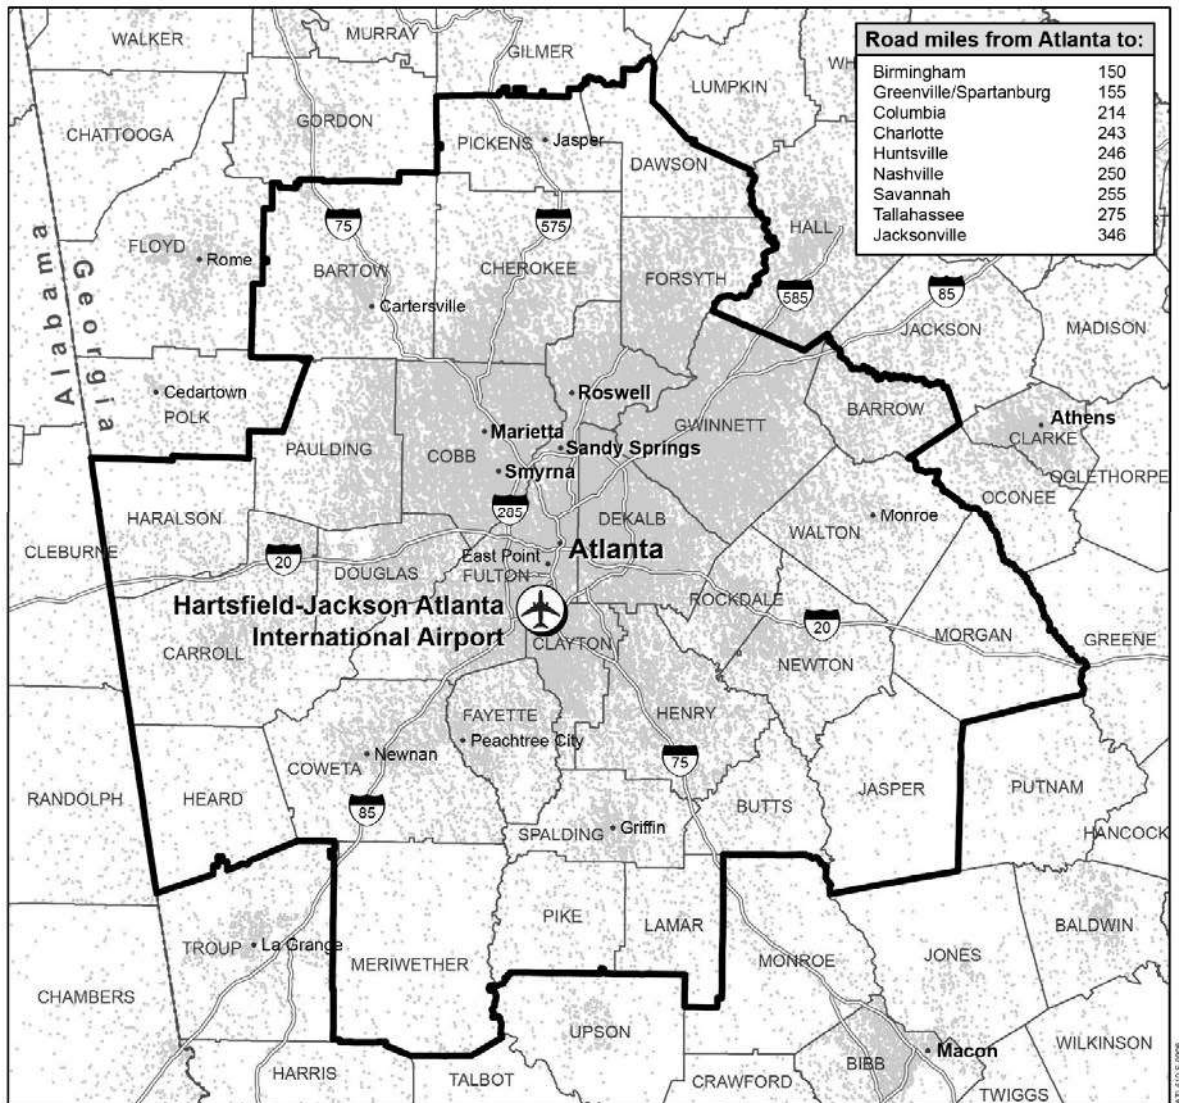 WALKER
MURRAY
GILMER
LUMPKIN
WH
Road miles from Atlanta to:
Birmingham 150
Greenville/Spartanburg 155
Columbia 214
Charlotte 243
Huntsville 246
Nashville 250
Savannah 255
Tallahassee 275
Jacksonville 346
CHATTOOGA
GORDON
PICKENS
Jasper
DAWSON
HALL
75
575
FLOYD
Rome
BARTOW
CHEROKEE
FORSYTH
Cartersville
585
85
JACKSON
MADISON
Alabama
Georgia
Cedartown
POLK
Roswell
BARROW
Athens
CLARKE
PAULDING
Marietta
COBB
Sandy Springs
GWINNETT
Smyrna
OGLETHORPE
OCONEE
HARALSON
285
DEKALB
WALTON
Monroe
CLEBURNE
20
DOUGLAS
East Point
FULTON
Atlanta
Hartsfield-Jackson Atlanta
International Airport
ROCKDALE
20
CARROLL
CLAYTON
NEWTON
MORGAN
GREENE
FAYETTE
HENRY
Peachtree City
Newnan
COWETA
75
RANDOLPH
HEARD
85
BUTTS
JASPER
PUTNAM
SPALDING
Griffin
HANCOCK
PIKE
LAMAR
BALDWIN
TROUP
La Grange
MERIWETHER
MONROE
JONES
CHAMBERS
UPSON
BIBB
Macon
WILKINSON
HARRIS
TALBOT
CRAWFORD
TWIGGS